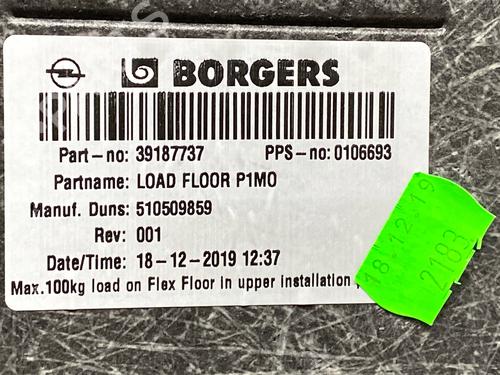 BORGERS
Part-no: 39187737 PPS-no: 0106693
Partname: LOAD FLOOR P1MO
Manuf. Duns: 510509859
Rev: 001
Date/Time: 18-12-2019 12:37
Max.100kg load on Flex Floor in upper installation
18.12.19
2183